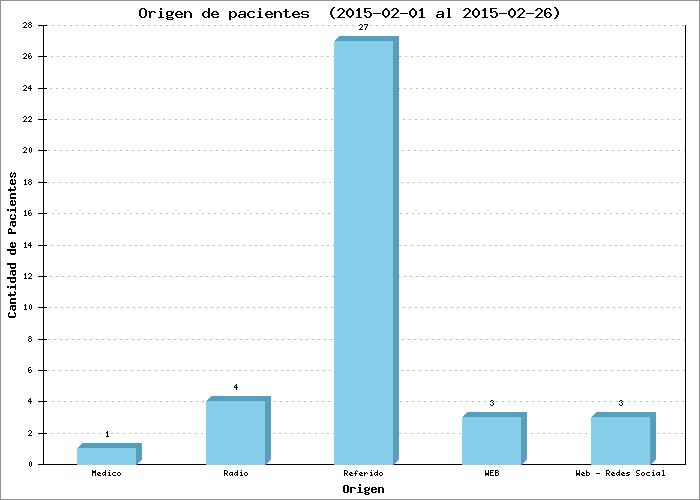 Origen de pacientes  (2015-02-01 al 2015-02-26)
Cantidad de Pacientes
28
26
24
22
20
18
16
14
12
10
8
6
4
2
0
1
4
27
3
3
Medico
Radio
Referido
WEB
Web - Redes Social
Origen